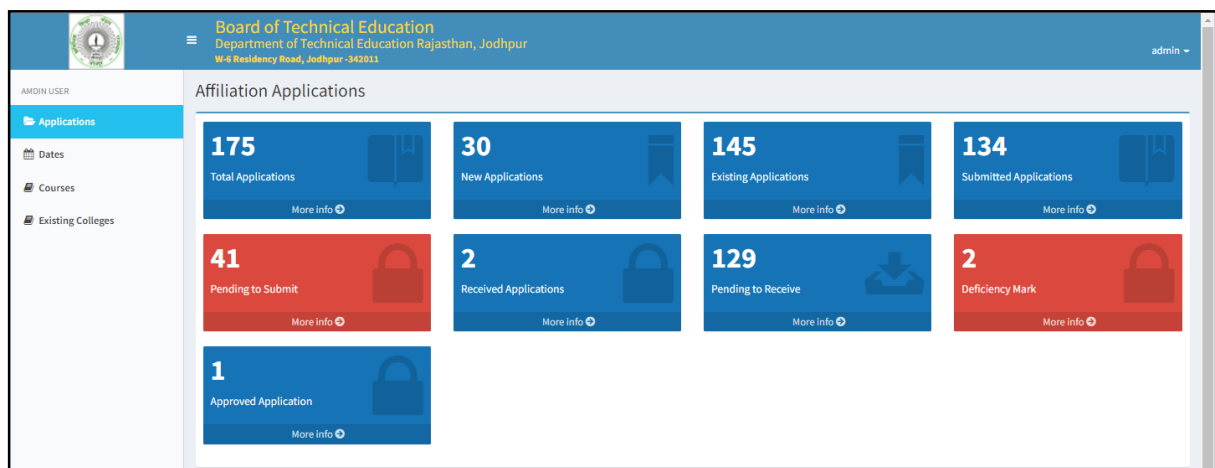 Board of Technical Education
Department of Technical Education Rajasthan, Jodhpur
W-6 Residency Road, Jodhpur -342011
admin
AMDIN USER
Applications
Dates
Courses
Existing Colleges
Affiliation Applications
175
Total Applications
More info
30
New Applications
More info
145
Existing Applications
More info
134
Submitted Applications
More info
41
Pending to Submit
More info
2
Received Applications
More info
129
Pending to Receive
More info
2
Deficiency Mark
More info
1
Approved Application
More info